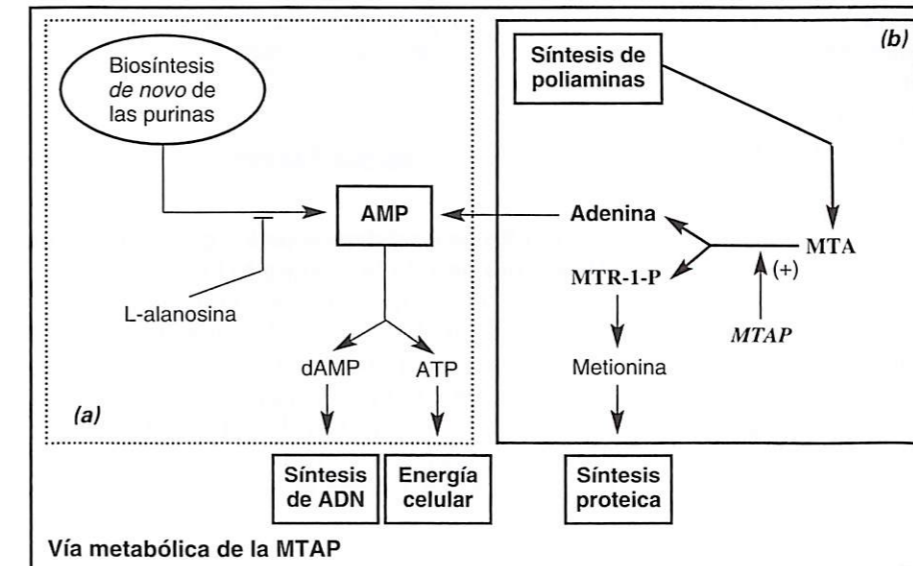 Biosíntesis
de novo de
las purinas
AMP
L-alanosina
dAMP
ATP
(a)
Síntesis
de ADN
Energía
celular
(b)
Síntesis de
poliaminas
Adenina
MTA
(+)
MTR-1-P
MTAP
Metionina
Síntesis
proteica
Vía metabólica de la MTAP